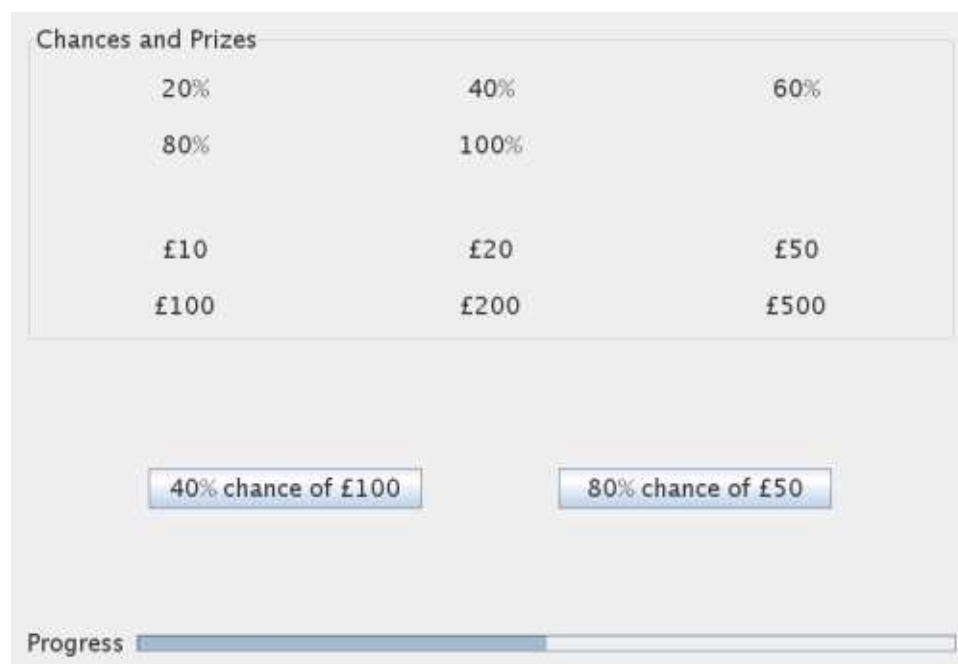 Chances and Prizes
20% 40% 60%
80% 100%
£10 £20 £50
£100 £200 £500
40% chance of £100 80% chance of £50
Progress